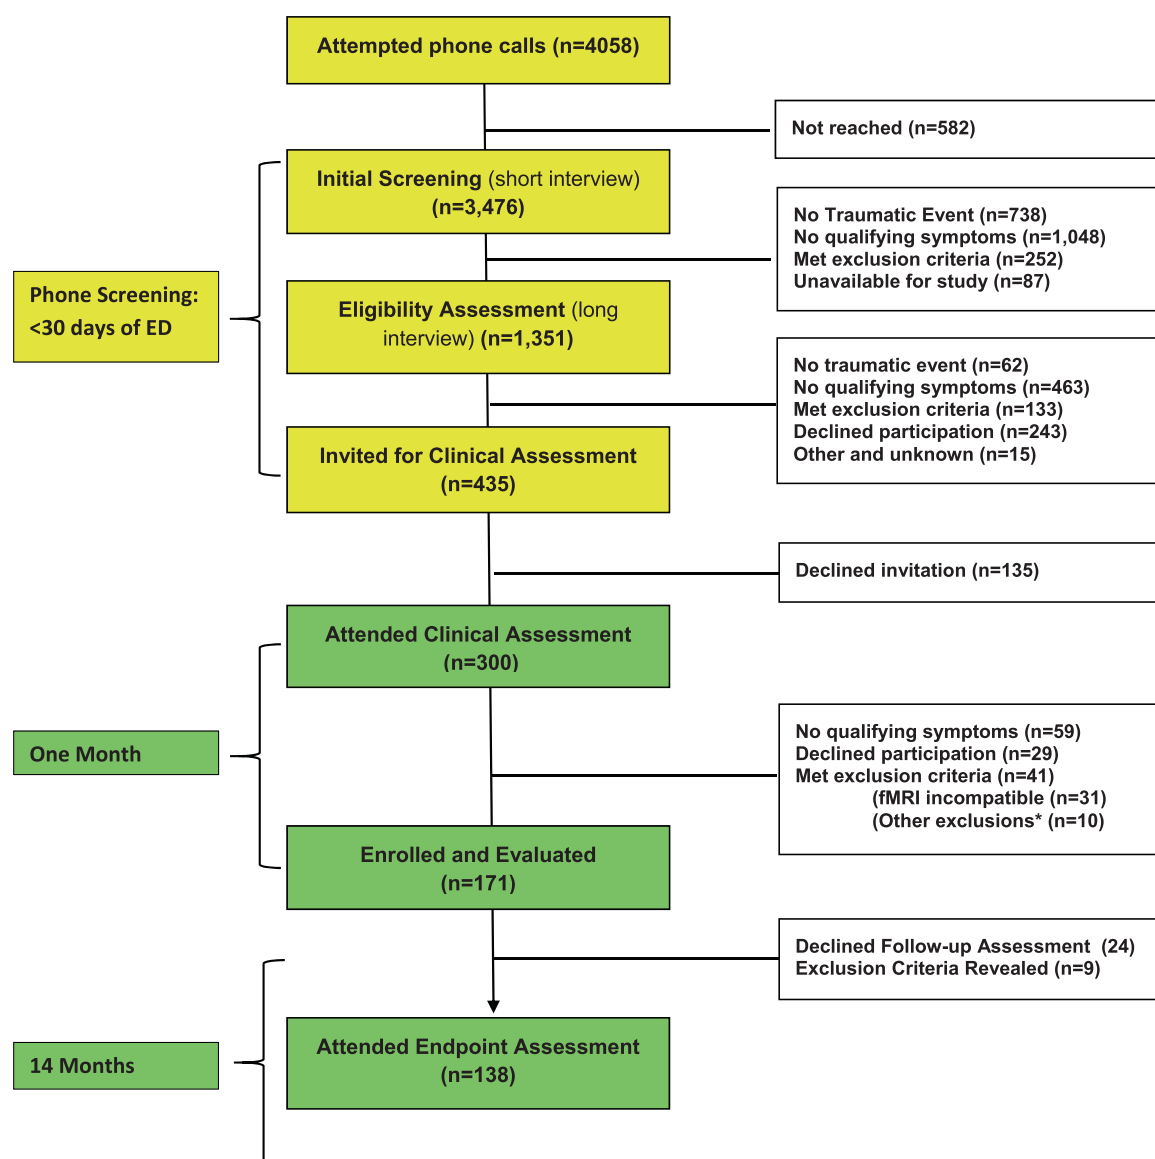 Attempted phone calls (n=4058)
Not reached (n=582)
Initial Screening (short interview)
(n=3,476)
No Traumatic Event (n=738)
No qualifying symptoms (n=1,048)
Met exclusion criteria (n=252)
Unavailable for study (n=87)
Phone Screening:
<30 days of ED
Eligibility Assessment (long
interview) (n=1,351)
No traumatic event (n=62)
No qualifying symptoms (n=463)
Met exclusion criteria (n=133)
Declined participation (n=243)
Other and unknown (n=15)
Invited for Clinical Assessment
(n=435)
Declined invitation (n=135)
Attended Clinical Assessment
(n=300)
One Month
No qualifying symptoms (n=59)
Declined participation (n=29)
Met exclusion criteria (n=41)
(fMRI incompatible (n=31)
(Other exclusions* (n=10)
Enrolled and Evaluated
(n=171)
Declined Follow-up Assessment (24)
Exclusion Criteria Revealed (n=9)
14 Months
Attended Endpoint Assessment
(n=138)